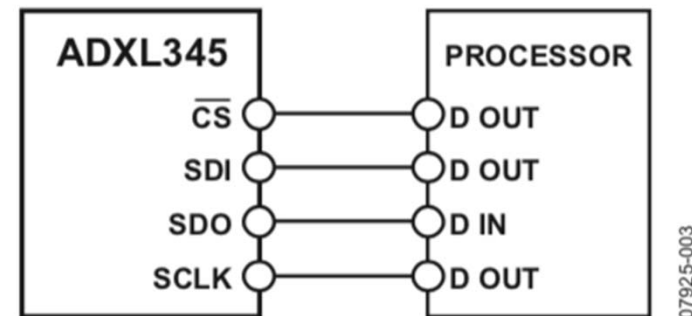 ADXL345
PROCESSOR
CS D OUT
SDI D OUT
SDO D IN
SCLK D OUT
07925-003